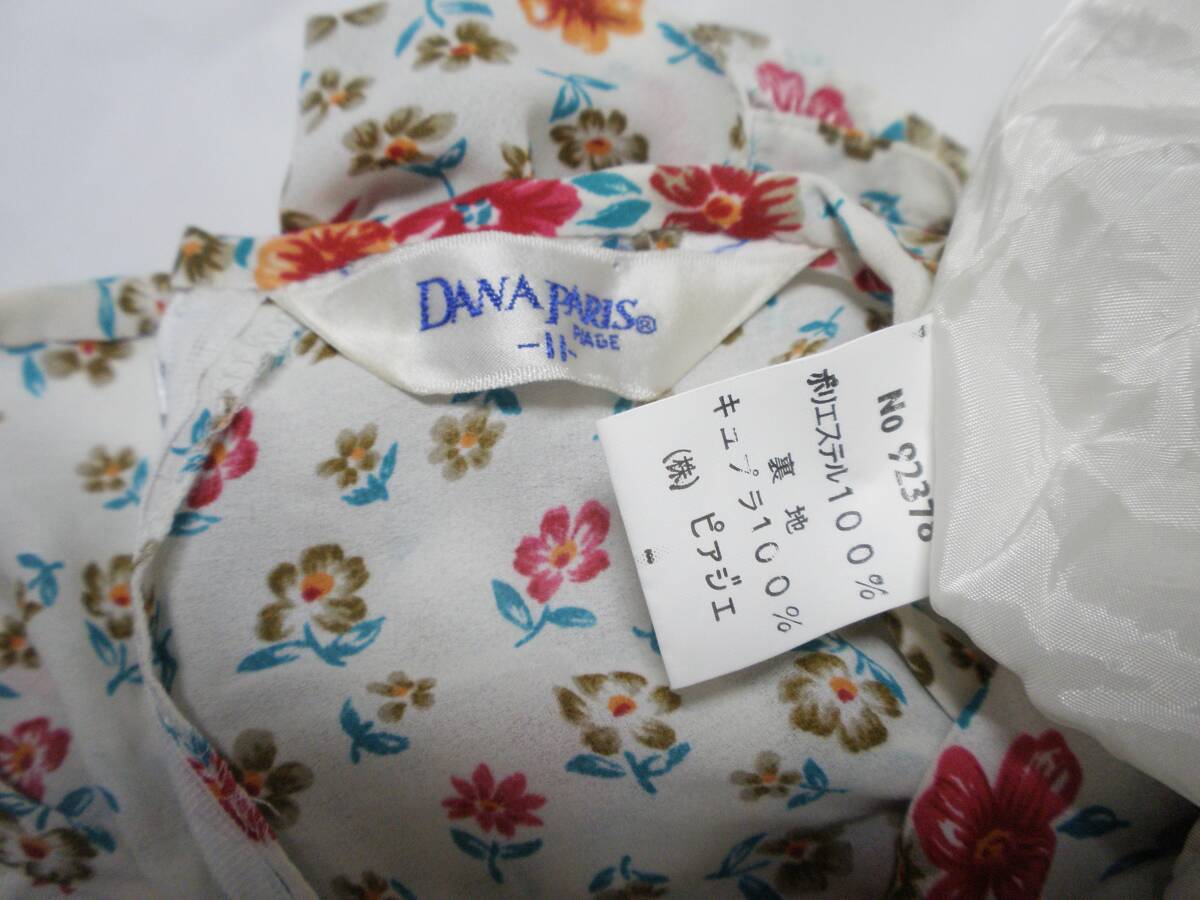 DANA PARIS®
PIAGE
-11-
No 92378
ポリエステル100%
裏地
キュプラ100%
(株) ピアジェ